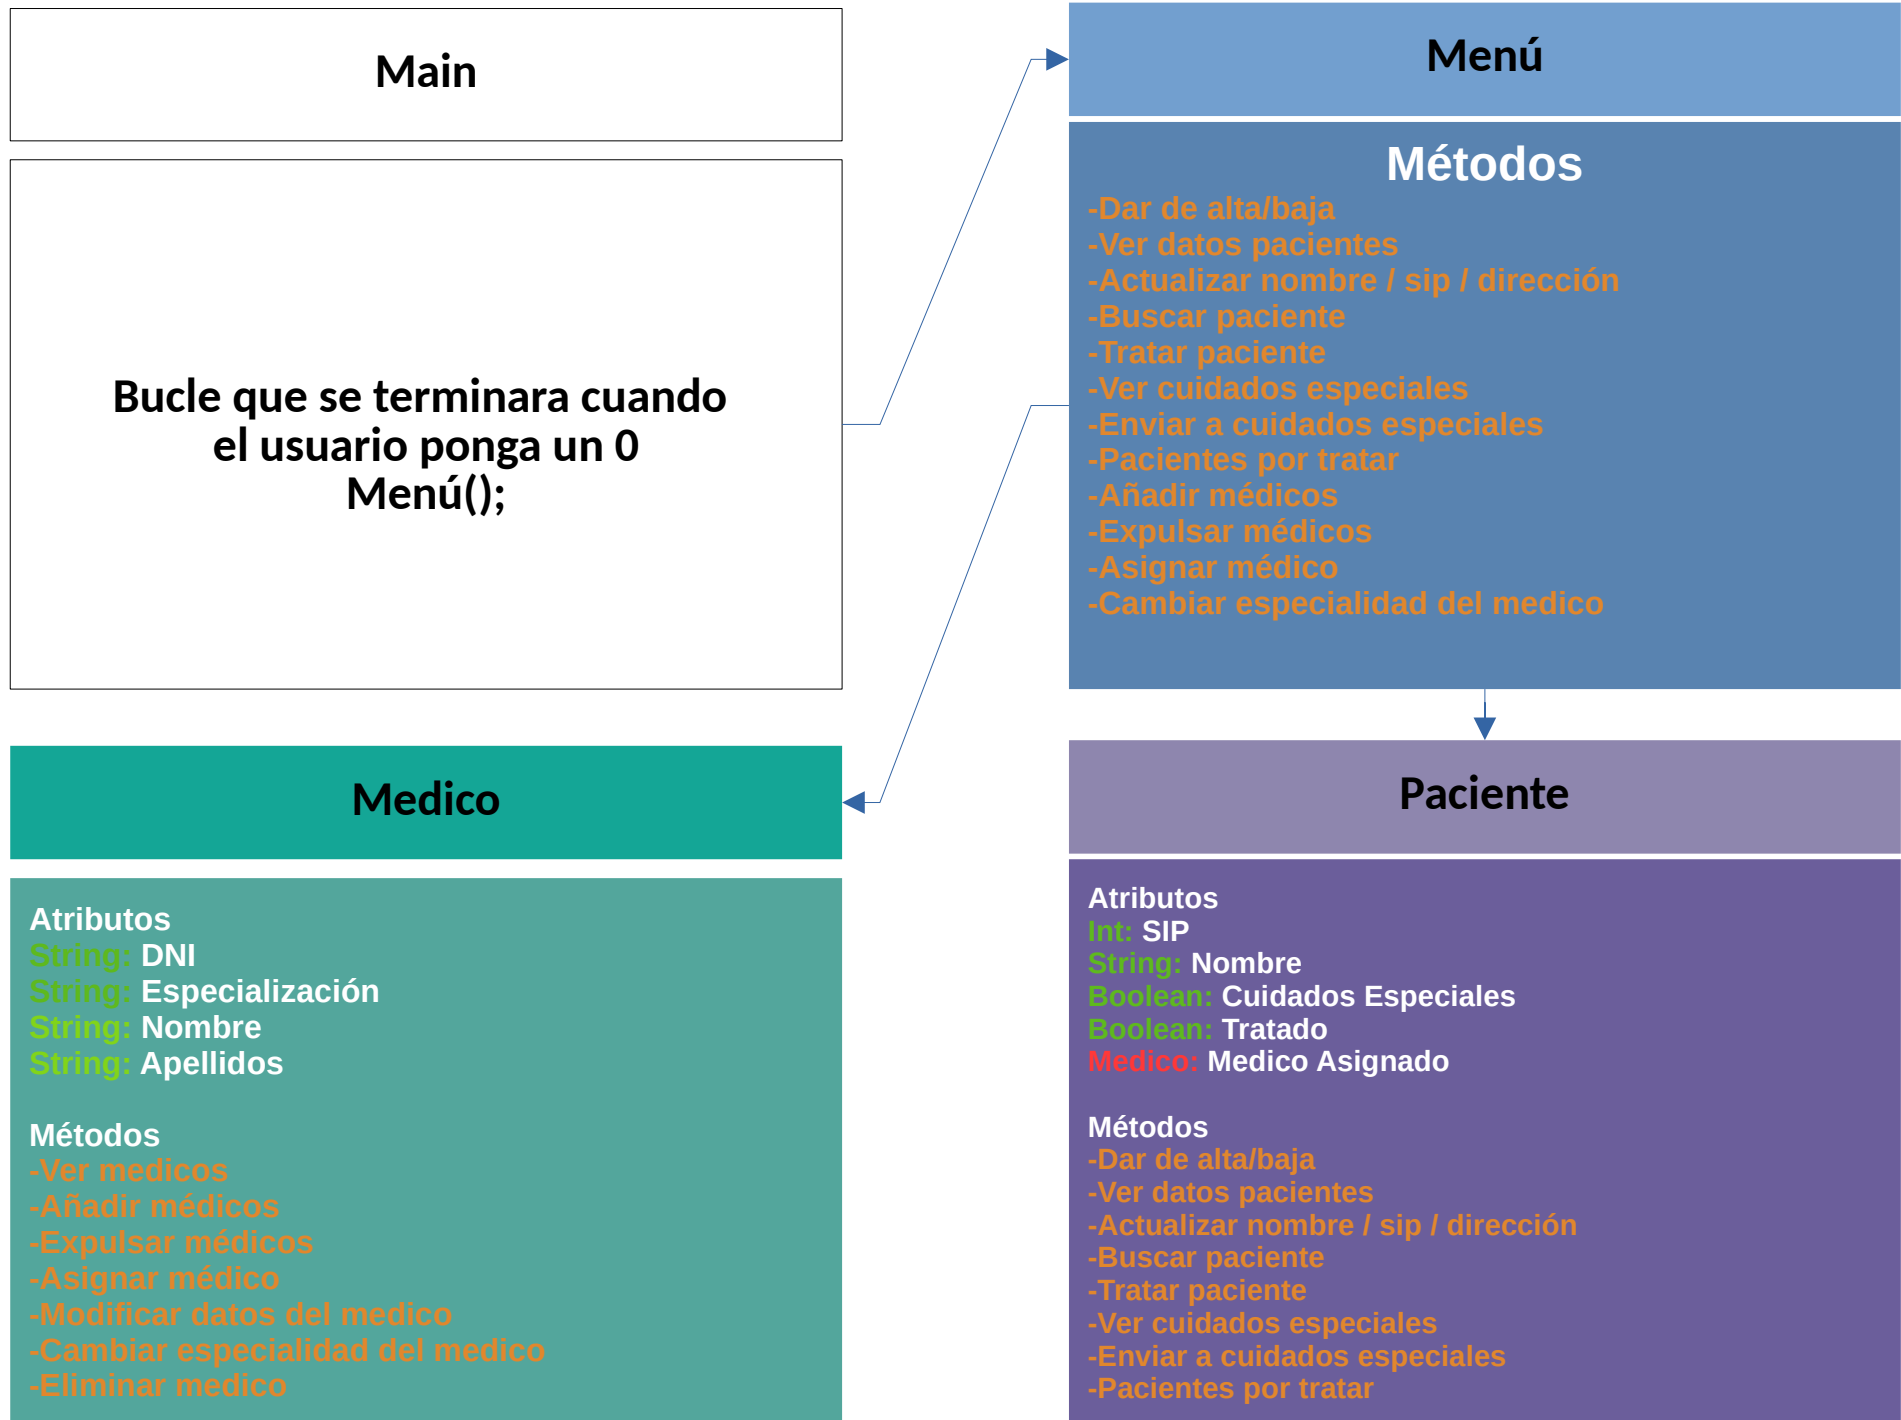 Main
Bucle que se terminara cuando
el usuario ponga un 0
Menú();
Menú
Métodos
-Dar de alta/baja
-Ver datos pacientes
-Actualizar nombre / sip / dirección
-Buscar paciente
-Tratar paciente
-Ver cuidados especiales
-Enviar a cuidados especiales
-Pacientes por tratar
-Añadir médicos
-Expulsar médicos
-Asignar médico
-Cambiar especialidad del medico
Medico
Atributos
String: DNI
String: Especialización
String: Nombre
String: Apellidos
Métodos
-Ver medicos
-Añadir médicos
-Expulsar médicos
-Asignar médico
-Modificar datos del medico
-Cambiar especialidad del medico
-Eliminar medico
Paciente
Atributos
Int: SIP
String: Nombre
Boolean: Cuidados Especiales
Boolean: Tratado
Medico: Medico Asignado
Métodos
-Dar de alta/baja
-Ver datos pacientes
-Actualizar nombre / sip / dirección
-Buscar paciente
-Tratar paciente
-Ver cuidados especiales
-Enviar a cuidados especiales
-Pacientes por tratar